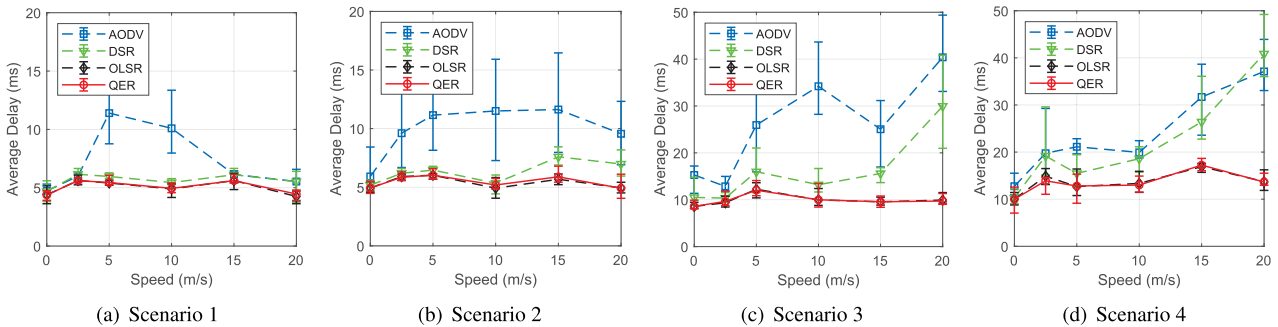 20
15
10
5
0
Average Delay (ms)
AODV
DSR
OLSR
QER
0 5 10 15 20
Speed (m/s)
(a) Scenario 1
20
15
10
5
0
Average Delay (ms)
AODV
DSR
OLSR
QER
0 5 10 15 20
Speed (m/s)
(b) Scenario 2
50
40
30
20
10
0
Average Delay (ms)
AODV
DSR
OLSR
QER
0 5 10 15 20
Speed (m/s)
(c) Scenario 3
50
40
30
20
10
0
Average Delay (ms)
AODV
DSR
OLSR
QER
0 5 10 15 20
Speed (m/s)
(d) Scenario 4